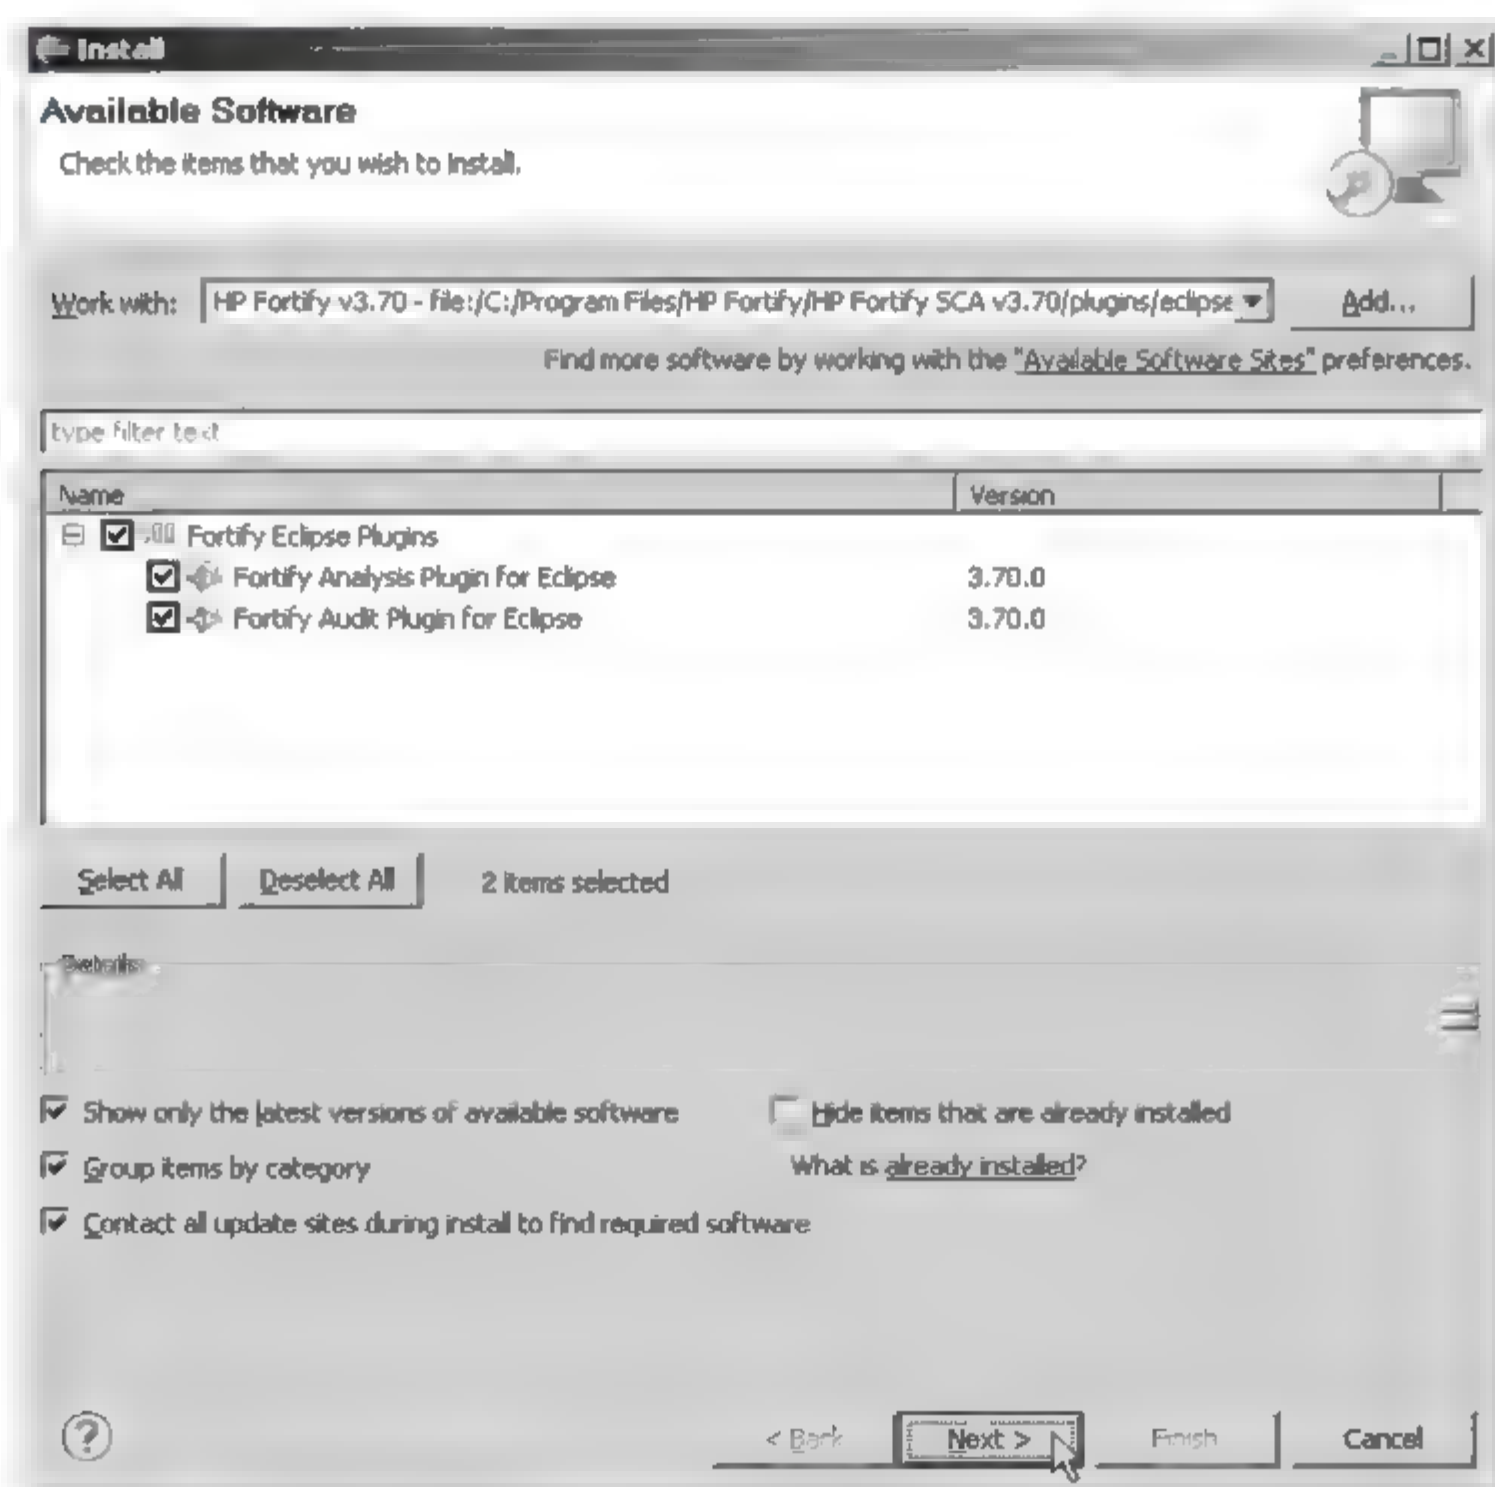 Install
Available Software
Check the items that you wish to install.
Work with: HP Fortify v3.70 - file:/C:/Program Files/HP Fortify/HP Fortify SCA v3.70/plugins/eclipse Add...
Find more software by working with the "Available Software Sites" preferences.
type filter text
Name Version
Fortify Eclipse Plugins
Fortify Analysis Plugin for Eclipse 3.70.0
Fortify Audit Plugin for Eclipse 3.70.0
Select All Deselect All 2 items selected
Details
Show only the latest versions of available software Hide items that are already installed
Group items by category What is already installed?
Contact all update sites during install to find required software
? < Back Next > Finish Cancel